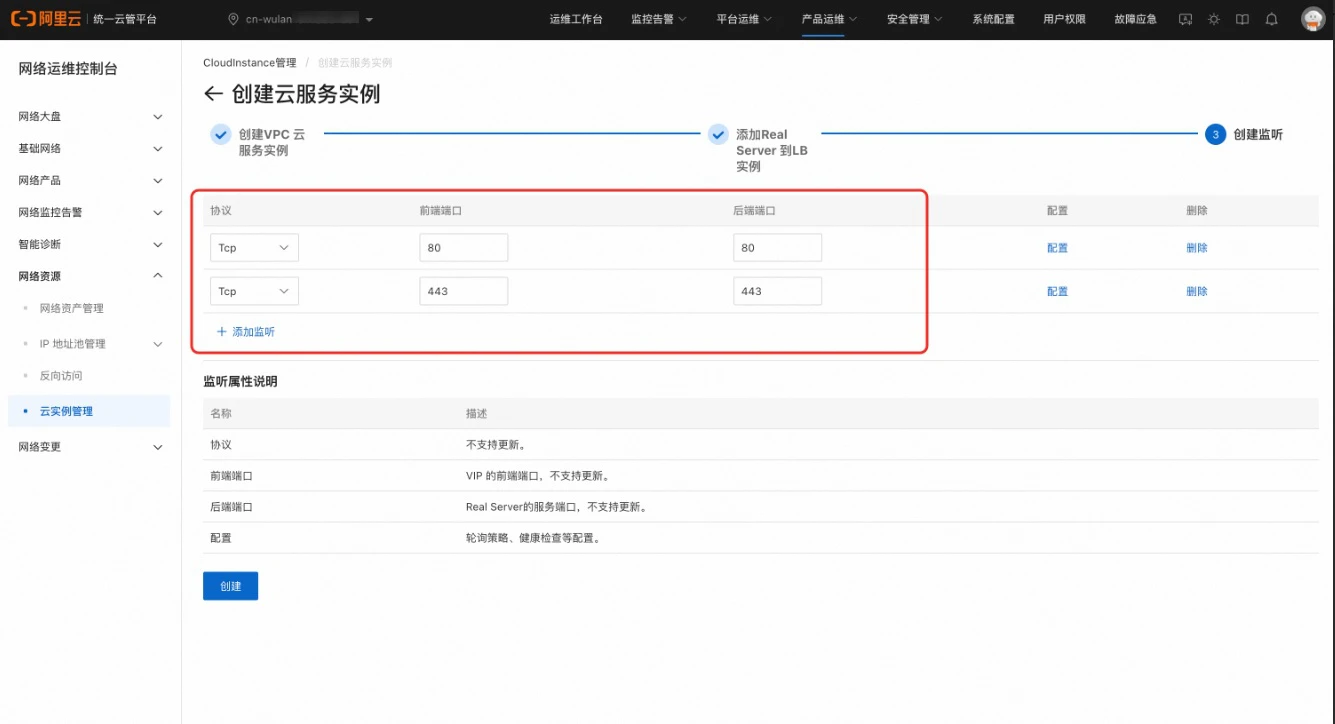 阿里云 统一云管平台 cn-wulan 运维工作台 监控告警 平台运维 产品运维 安全管理 系统配置 用户权限 故障应急
网络运维控制台
网络大盘
基础网络
网络产品
网络监控告警
智能诊断
网络资源
网络资产管理
IP 地址池管理
反向访问
云实例管理
网络变更
CloudInstance管理 / 创建云服务实例
← 创建云服务实例
创建VPC 云
服务实例
添加Real
Server 到LB
实例
3 创建监听
协议 前端端口 后端端口 配置 删除
Tcp 80 80 配置 删除
Tcp 443 443 配置 删除
+ 添加监听
监听属性说明
名称 描述
协议 不支持更新。
前端端口 VIP 的前端端口，不支持更新。
后端端口 Real Server的服务端口，不支持更新。
配置 轮询策略、健康检查等配置。
创建